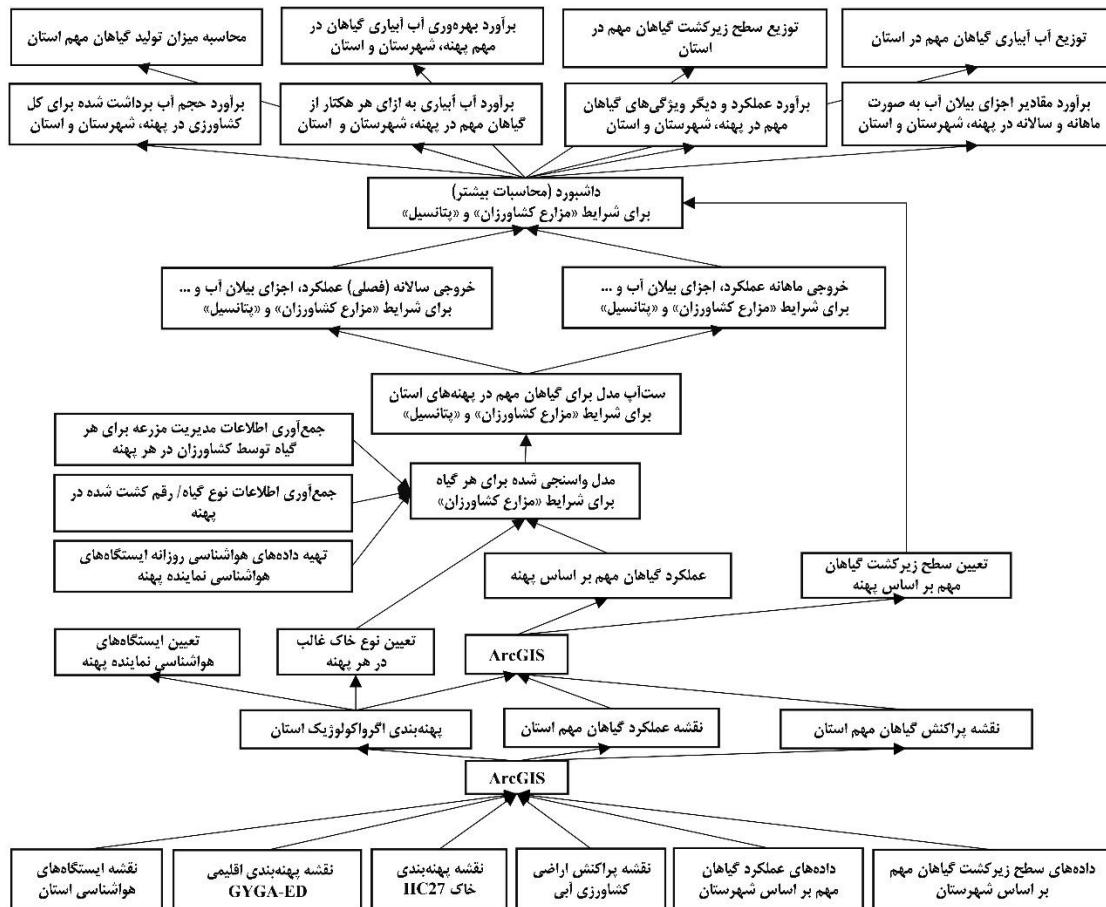 توزیع آب آبیاری گیاهان مهم در استان
توزیع سطح زیرکشت گیاهان مهم در
استان
برآورد بهره‌وری آب آبیاری گیاهان در
مهم پهنه، شهرستان و استان
محاسبه میزان تولید گیاهان مهم استان
برآورد مقادیر اجزای بیلان آب به صورت
ماهانه و سالانه در پهنه، شهرستان و استان
برآورد عملکرد و دیگر ویژگی‌های گیاهان
مهم در پهنه، شهرستان و استان
برآورد آب آبیاری به ازای هر هکتار از
گیاهان مهم در پهنه، شهرستان و استان
برآورد حجم آب برداشت شده برای کل
کشاورزی در پهنه، شهرستان و استان
داشبورد (محاسبات بیشتر)
برای شرایط «مزارع کشاورزان» و «پتانسیل»
خروجی ماهانه عملکرد، اجزای بیلان آب و ...
برای شرایط «مزارع کشاورزان» و «پتانسیل»
خروجی سالانه (فصلی) عملکرد، اجزای بیلان آب و ...
برای شرایط «مزارع کشاورزان» و «پتانسیل»
ست‌آپ مدل برای گیاهان مهم در پهنه‌های استان
برای شرایط «مزارع کشاورزان» و «پتانسیل»
جمع‌آوری اطلاعات مدیریت مزرعه برای هر
گیاه توسط کشاورزان در هر پهنه
مدل واسنجی شده برای هر گیاه
برای شرایط «مزارع کشاورزان»
جمع‌آوری اطلاعات نوع گیاه/ رقم کشت شده در
پهنه
تهیه داده‌های هواشناسی روزانه ایستگاه‌های
هواشناسی نماینده پهنه
تعیین سطح زیرکشت گیاهان
مهم بر اساس پهنه
عملکرد گیاهان مهم بر اساس پهنه
ArcGIS
تعیین نوع خاک غالب
در هر پهنه
تعیین ایستگاه‌های
هواشناسی نماینده پهنه
نقشه پراکنش گیاهان مهم استان
نقشه عملکرد گیاهان مهم استان
پهنه‌بندی اگرواکولوژیک استان
ArcGIS
داده‌های سطح زیرکشت گیاهان مهم
بر اساس شهرستان
داده‌های عملکرد گیاهان
مهم بر اساس شهرستان
نقشه پراکنش اراضی
کشاورزی آبی
نقشه پهنه‌بندی
خاک HC27
نقشه پهنه‌بندی اقلیمی
GYGA-ED
نقشه ایستگاه‌های
هواشناسی استان